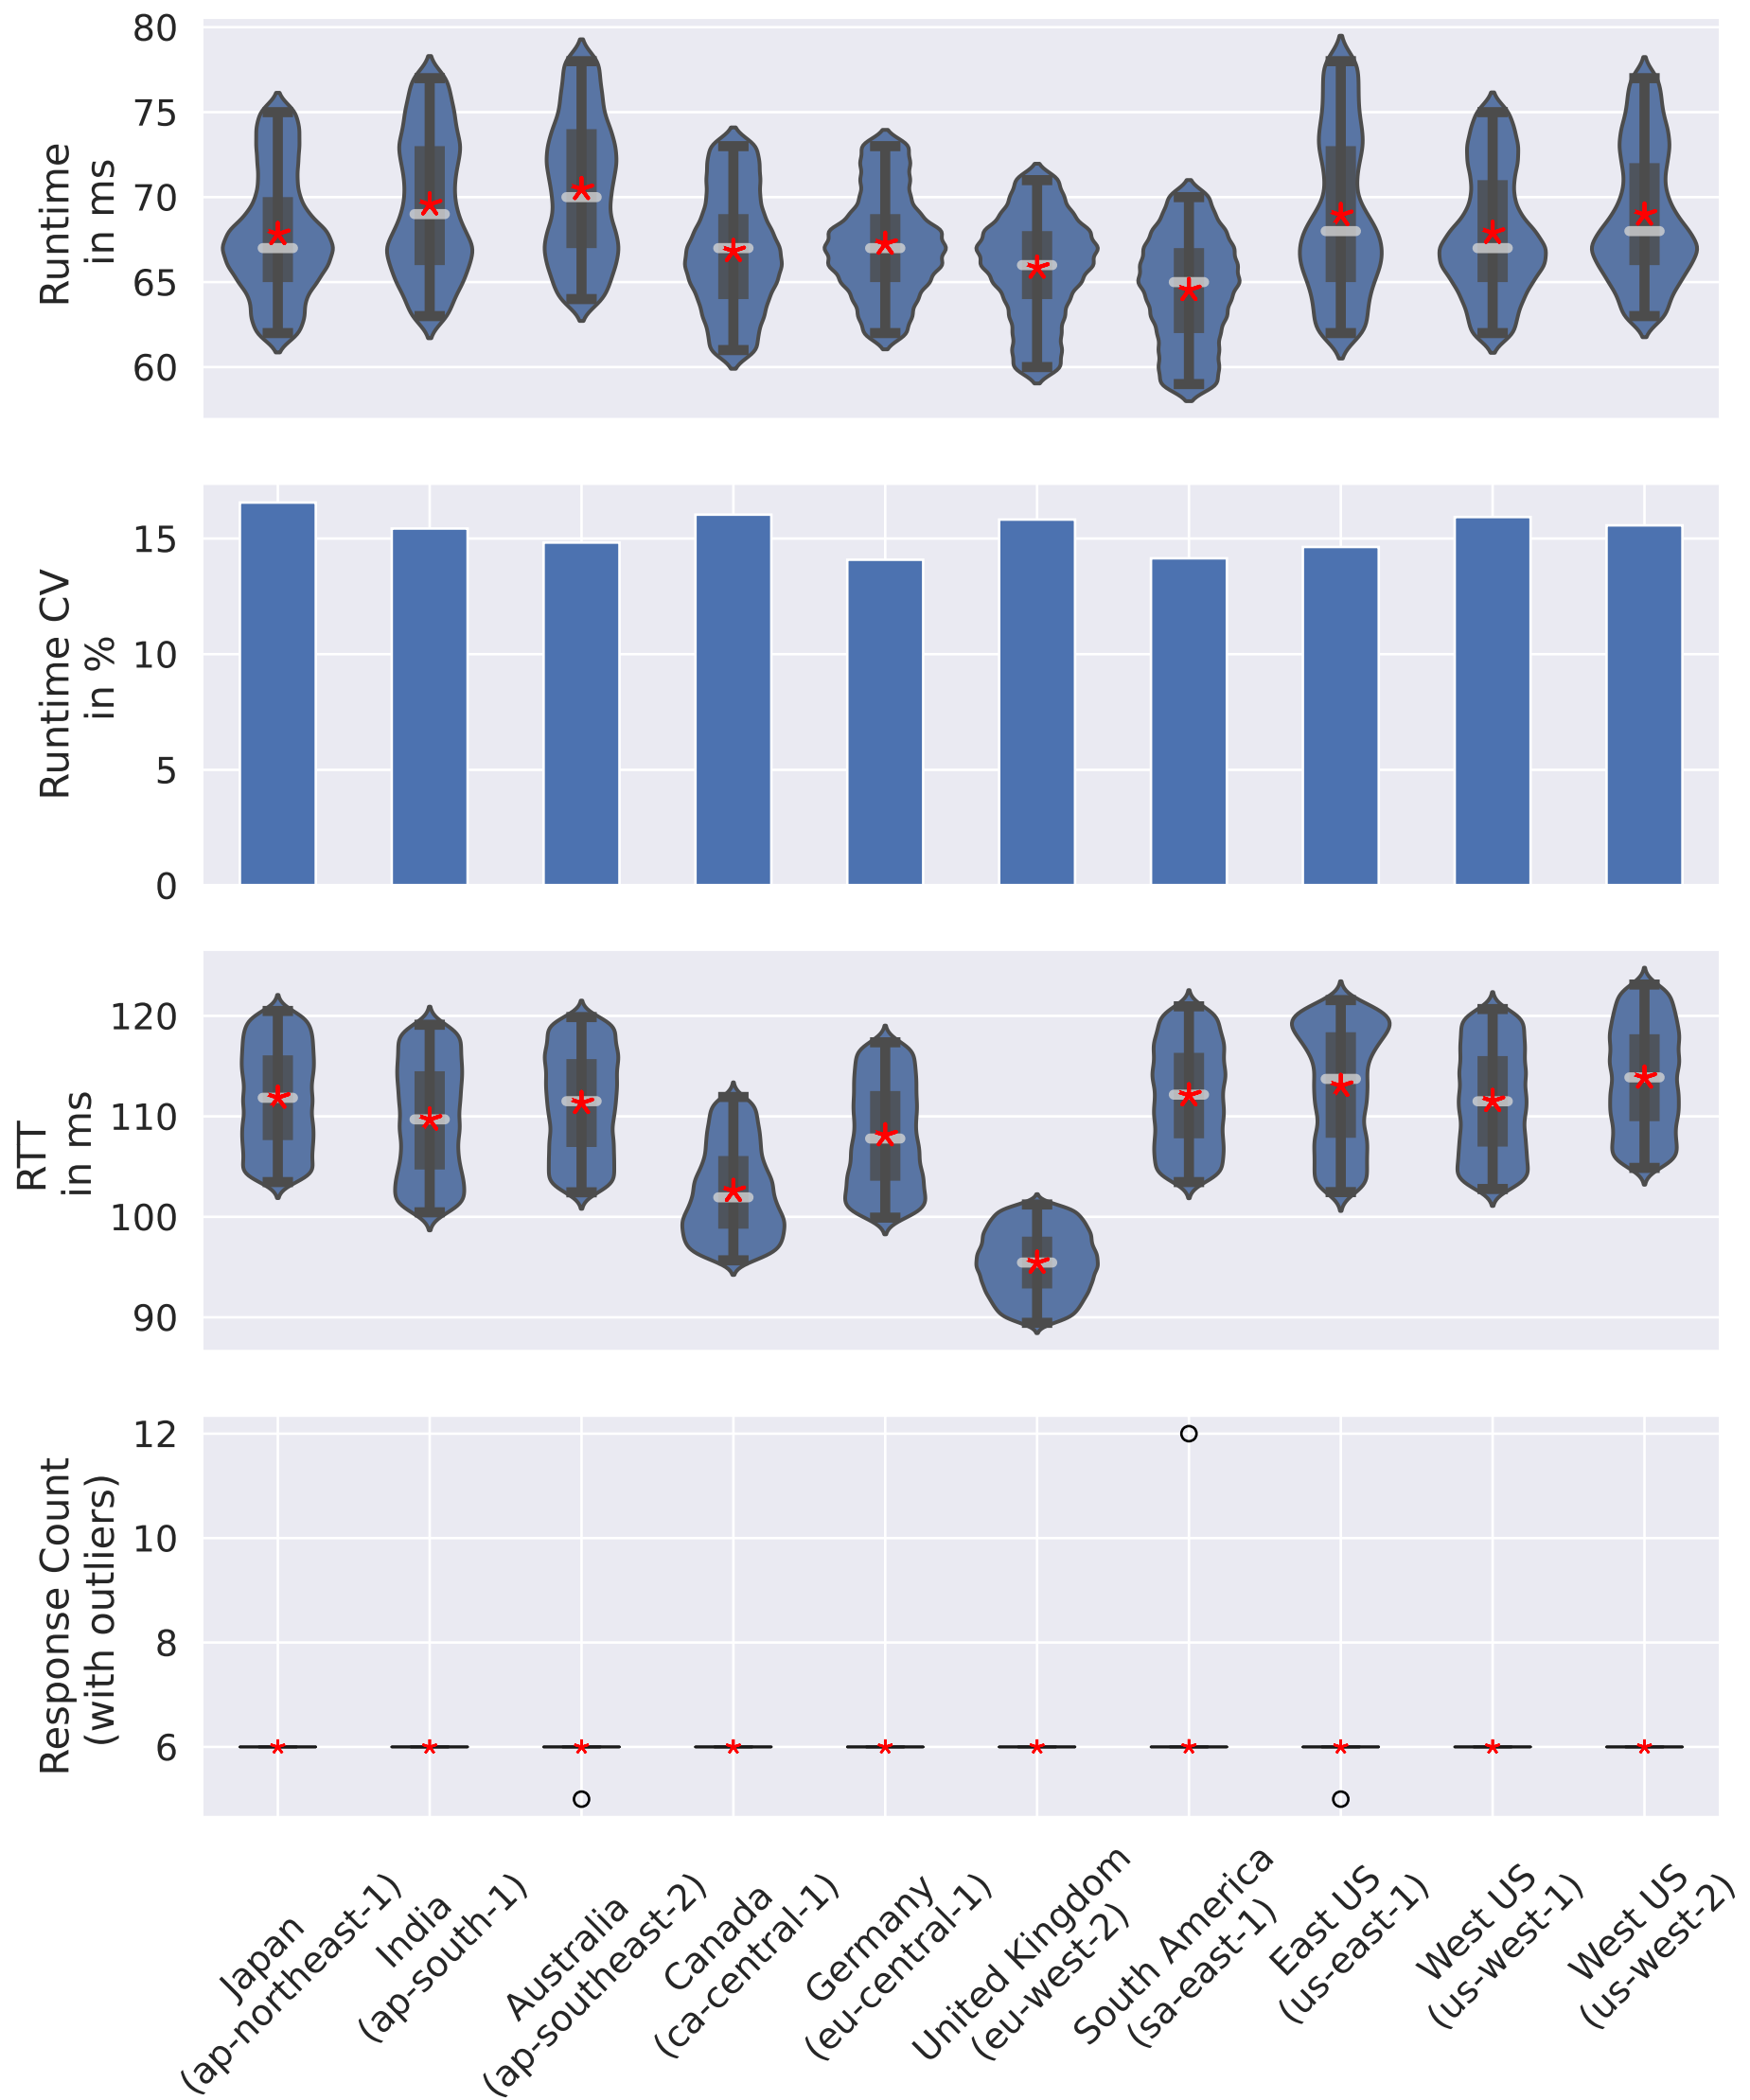 80
75
70
65
60
Runtime
in ms
15
10
5
0
Runtime CV
in %
120
110
100
90
RTT
in ms
12
10
8
6
Response Count
(with outliers)
Japan
(ap-northeast-1)
India
(ap-south-1)
Australia
(ap-southeast-2)
Canada
(ca-central-1)
Germany
(eu-central-1)
United Kingdom
(eu-west-2)
South America
(sa-east-1)
East US
(us-east-1)
West US
(us-west-1)
West US
(us-west-2)